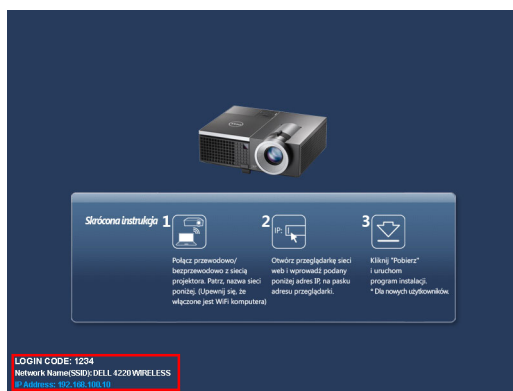 Skrócona instrukcja 1 2 3
IP:
Połącz przewodowo/
bezprzewodowo z siecią
projektora. Patrz, nazwa sieci
poniżej. (Upewnij się, że
włączone jest WiFi komputera)
Otwórz przeglądarkę sieci
web i wprowadź podany
poniżej adres IP, na pasku
adresu przeglądarki.
Kliknij "Pobierz"
i uruchom
program instalacji.
* Dla nowych użytkowników.
LOGIN CODE: 1234
Network Name(SSID): DELL 4220 WIRELESS
IP Address: 192.168.100.10